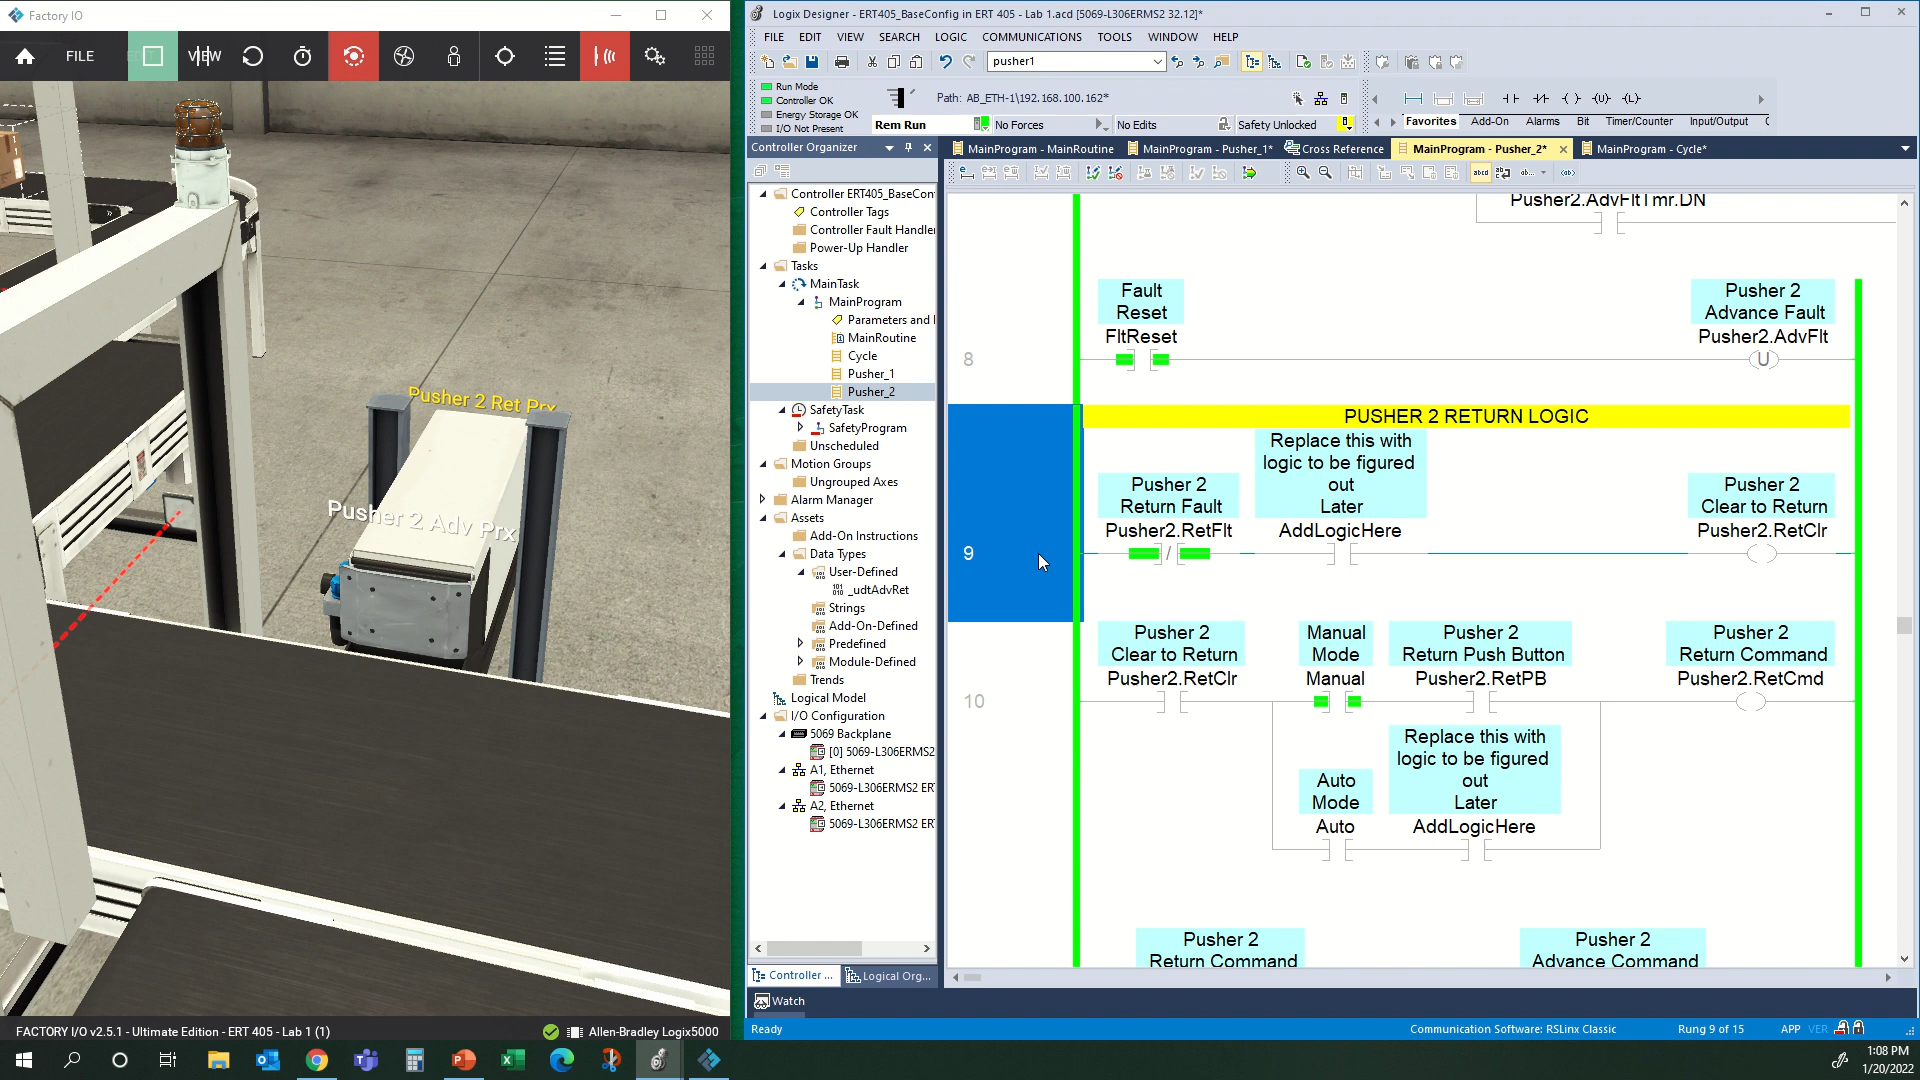 Factory IO
FILE
VIEW
Pusher 2 Ret Prx
Pusher 2 Adv Prx
FACTORY I/O v2.5.1 - Ultimate Edition - ERT 405 - Lab 1 (1)
Allen-Bradley Logix5000
Logix Designer - ERT405_BaseConfig in ERT 405 - Lab 1.acd [5069-L306ERMS2 32.12]*
FILE EDIT VIEW SEARCH LOGIC COMMUNICATIONS TOOLS WINDOW HELP
pusher1
Run Mode
Controller OK
Energy Storage OK
I/O Not Present
Path: AB_ETH-1\192.168.100.162*
Rem Run
No Forces
No Edits
Safety Unlocked
Favorites Add-On Alarms Bit Timer/Counter Input/Output
Controller Organizer
MainProgram - MainRoutine
MainProgram - Pusher_1*
Cross Reference
MainProgram - Pusher_2*
MainProgram - Cycle*
Controller ERT405_BaseCon
Controller Tags
Controller Fault Handle
Power-Up Handler
Tasks
MainTask
MainProgram
Parameters and
MainRoutine
Cycle
Pusher_1
Pusher_2
SafetyTask
SafetyProgram
Unscheduled
Motion Groups
Ungrouped Axes
Alarm Manager
Assets
Add-On Instructions
Data Types
User-Defined
_udtAdvRet
Strings
Add-On-Defined
Predefined
Module-Defined
Trends
Logical Model
I/O Configuration
5069 Backplane
[0] 5069-L306ERMS2
A1, Ethernet
5069-L306ERMS2 ER
A2, Ethernet
5069-L306ERMS2 ER
Controller ...
Logical Org...
Pusher2.AdvFltTmr.DN
8
Fault
Reset
FltReset
Pusher 2
Advance Fault
Pusher2.AdvFlt
U
PUSHER 2 RETURN LOGIC
9
Pusher 2
Return Fault
Pusher2.RetFlt
Replace this with
logic to be figured
out
Later
AddLogicHere
Pusher 2
Clear to Return
Pusher2.RetClr
10
Pusher 2
Clear to Return
Pusher2.RetClr
Manual
Mode
Manual
Pusher 2
Return Push Button
Pusher2.RetPB
Pusher 2
Return Command
Pusher2.RetCmd
Auto
Mode
Auto
Replace this with
logic to be figured
out
Later
AddLogicHere
Pusher 2
Return Command
Pusher 2
Advance Command
Watch
Ready
Communication Software: RSLinx Classic
Rung 9 of 15
APP
VER
1:08 PM
1/20/2022